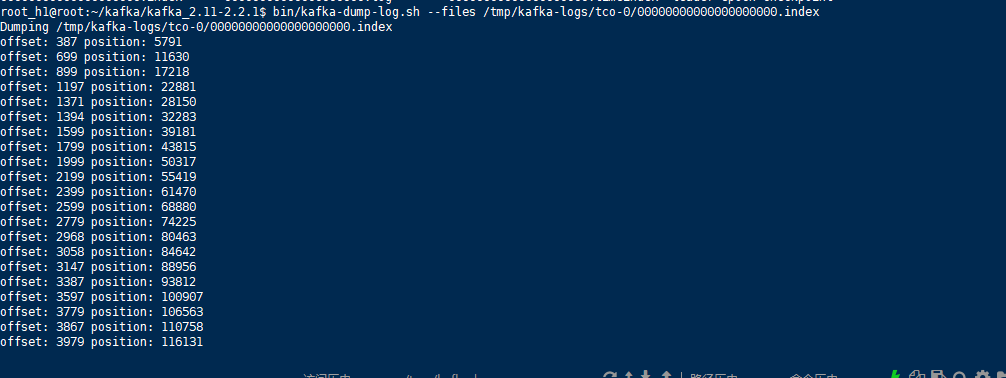 root_h1@root:~/kafka/kafka_2.11-2.2.1$ bin/kafka-dump-log.sh --files /tmp/kafka-logs/tco-0/00000000000000000000.index
Dumping /tmp/kafka-logs/tco-0/00000000000000000000.index
offset: 387 position: 5791
offset: 699 position: 11630
offset: 899 position: 17218
offset: 1197 position: 22881
offset: 1371 position: 28150
offset: 1394 position: 32283
offset: 1599 position: 39181
offset: 1799 position: 43815
offset: 1999 position: 50317
offset: 2199 position: 55419
offset: 2399 position: 61470
offset: 2599 position: 68880
offset: 2779 position: 74225
offset: 2968 position: 80463
offset: 3058 position: 84642
offset: 3147 position: 88956
offset: 3387 position: 93812
offset: 3597 position: 100907
offset: 3779 position: 106563
offset: 3867 position: 110758
offset: 3979 position: 116131